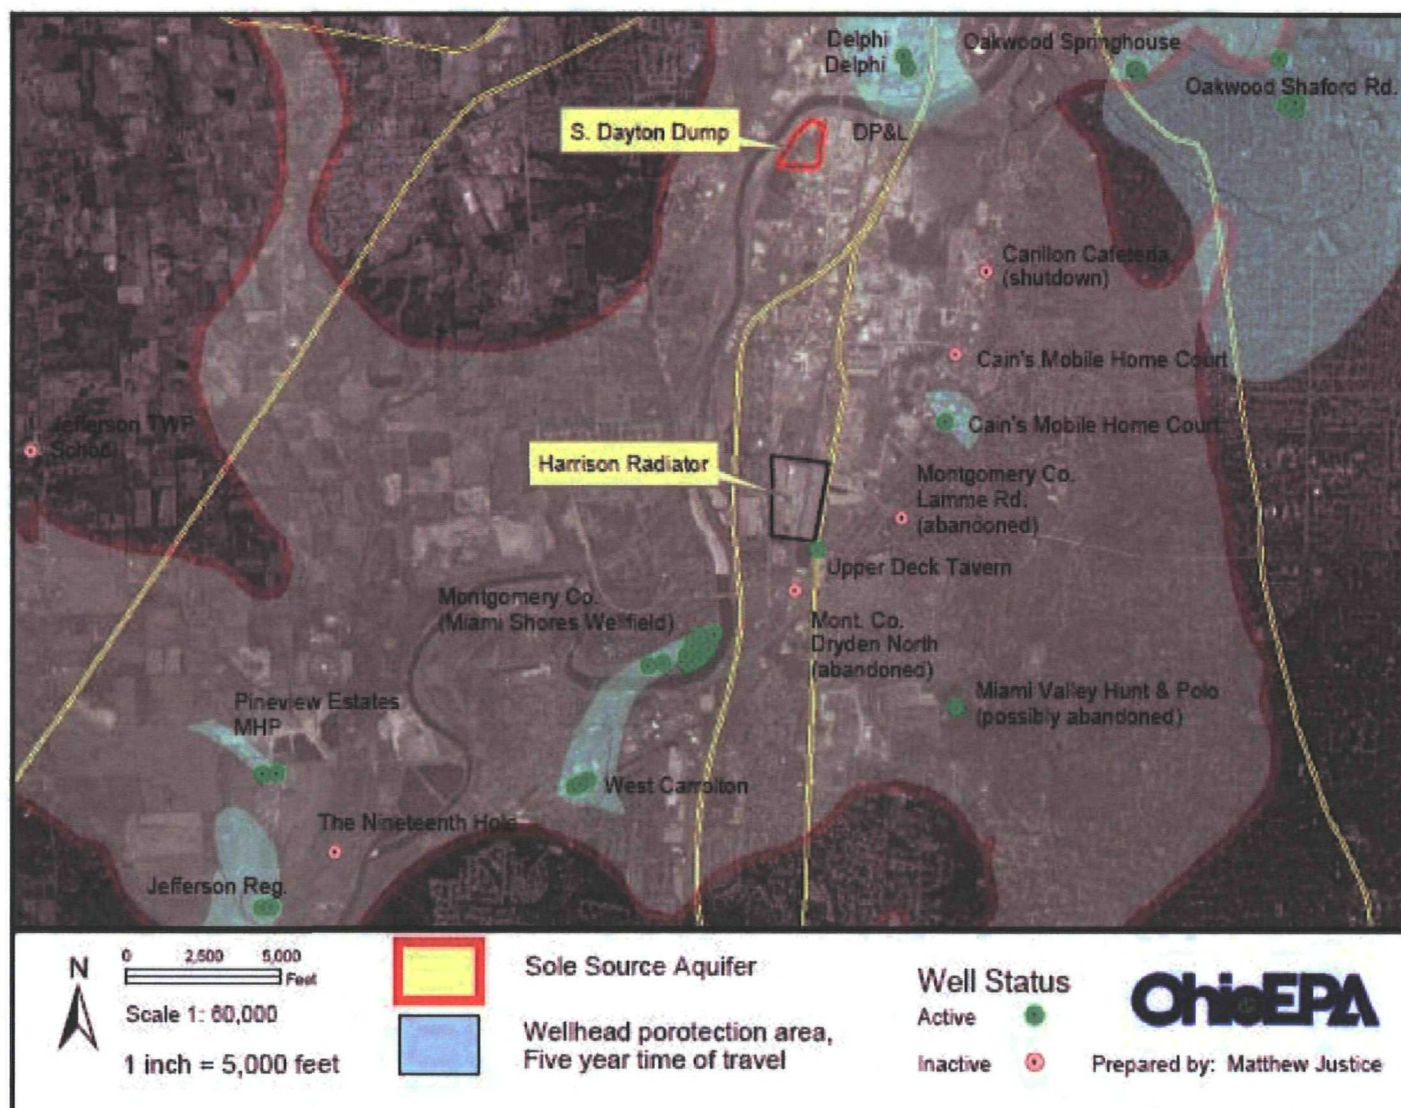 Delphi
Delphi
Oakwood Springhouse
Oakwood Shaford Rd.
S. Dayton Dump
DP&L
Carillon Cafeteria
(shutdown)
Cain's Mobile Home Court
Cain's Mobile Home Court
Jefferson TWP
School
Harrison Radiator
Montgomery Co.
Lamme Rd.
(abandoned)
Upper Deck Tavern
Montgomery Co.
(Miami Shores Wellfield)
Mont. Co.
Dryden North
(abandoned)
Miami Valley Hunt & Polo
(possibly abandoned)
Pineview Estates
MHP
West Carrolton
The Nineteenth Hole
Jefferson Reg.
N
0 2,500 5,000
Feet
Scale 1: 60,000
1 inch = 5,000 feet
Sole Source Aquifer
Wellhead porotection area,
Five year time of travel
Well Status
Active
Inactive
OhioEPA
Prepared by: Matthew Justice